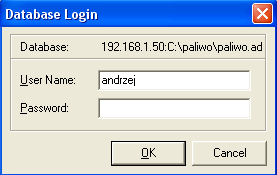 Database Login
Database: 192.168.1.50:C:\paliwo\paliwo.ad
User Name: andrzej
Password:
OK Cancel